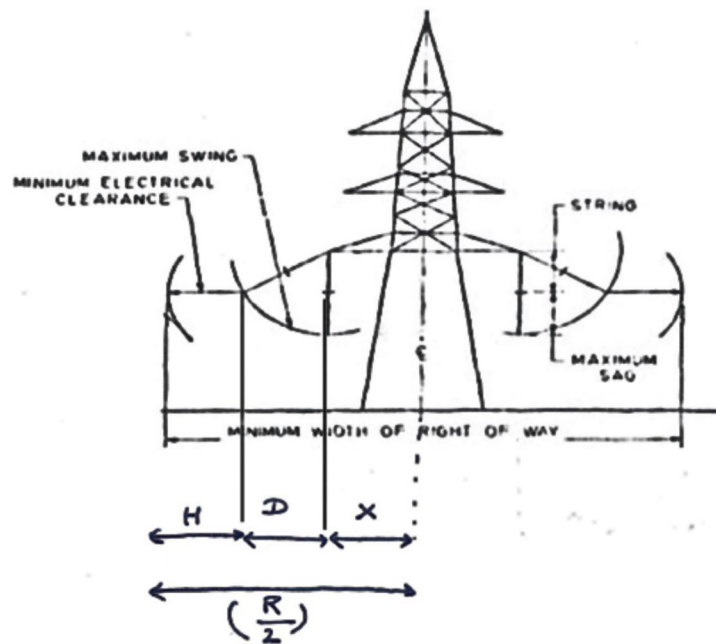 MAXIMUM SWING
MINIMUM ELECTRICAL
CLEARANCE
STRING
MAXIMUM
SAG
MINIMUM WIDTH OF RIGHT OF WAY
H D X
(R/2)